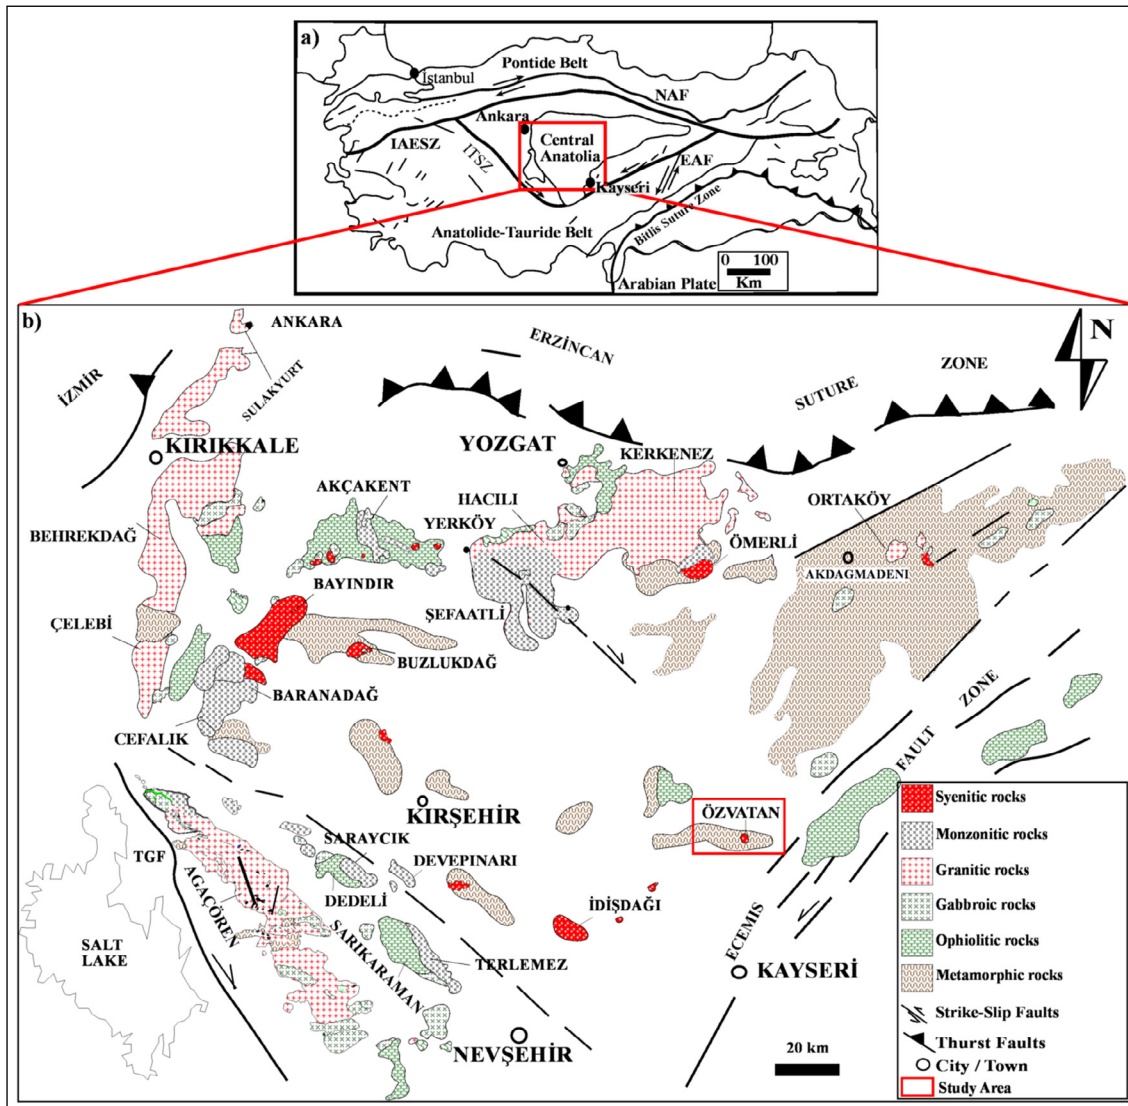 a)
Pontide Belt
İstanbul
NAF
Ankara
Central
Anatolia
IAESZ
ITSZ
EAF
Kayseri
Bitlis Suture Zone
Anatolide-Tauride Belt
0 100
Km
Arabian Plate
b)
ANKARA
N
ERZİNCAN
ZONE
İZMİR
SULAKYURT
SUTURE
KIRIKKALE
YOZGAT
KERKENEZ
AKÇAKENT
HACILI
ORTAKÖY
BEHREKDAĞ
YERKÖY
ÖMERLİ
AKDAGMADENI
BAYINDIR
ÇELEBİ
ŞEFAATLİ
BUZLUKDAĞ
BARANADAĞ
ZONE
CEFALIK
FAULT
KIRŞEHİR
ÖZVATAN
Syenitic rocks
SARAYCIK
Monzonitic rocks
TGF
DEVEPINARI
AGAÇÖREN
DEDELİ
Granitic rocks
İDİŞDAĞI
Gabbroic rocks
SARIKARAMAN
ECEMIS
SALT
LAKE
Ophiolitic rocks
TERLEMEZ
KAYSERİ
Metamorphic rocks
Strike-Slip Faults
NEVŞEHİR
Thurst Faults
20 km
City / Town
Study Area